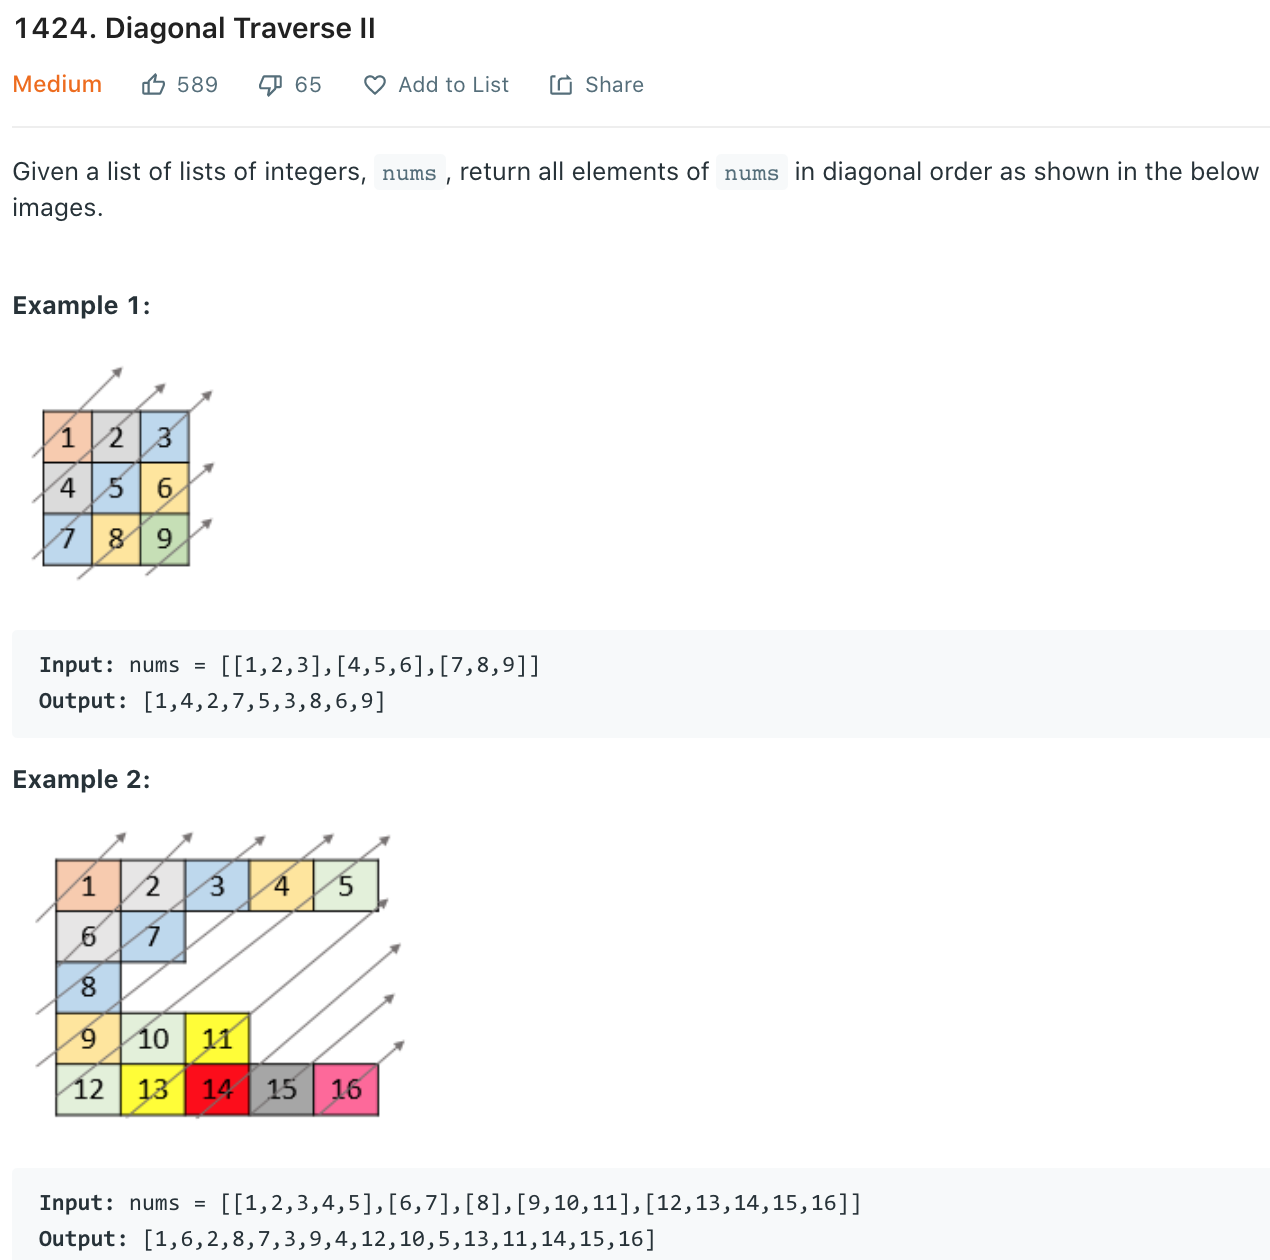 1424. Diagonal Traverse II
Medium 589 65 Add to List Share
Given a list of lists of integers, nums , return all elements of nums in diagonal order as shown in the below
images.
Example 1:
1 2 3
4 5 6
7 8 9
Input: nums = [[1,2,3],[4,5,6],[7,8,9]]
Output: [1,4,2,7,5,3,8,6,9]
Example 2:
1 2 3 4 5
6 7
8
9 10 11
12 13 14 15 16
Input: nums = [[1,2,3,4,5],[6,7],[8],[9,10,11],[12,13,14,15,16]]
Output: [1,6,2,8,7,3,9,4,12,10,5,13,11,14,15,16]